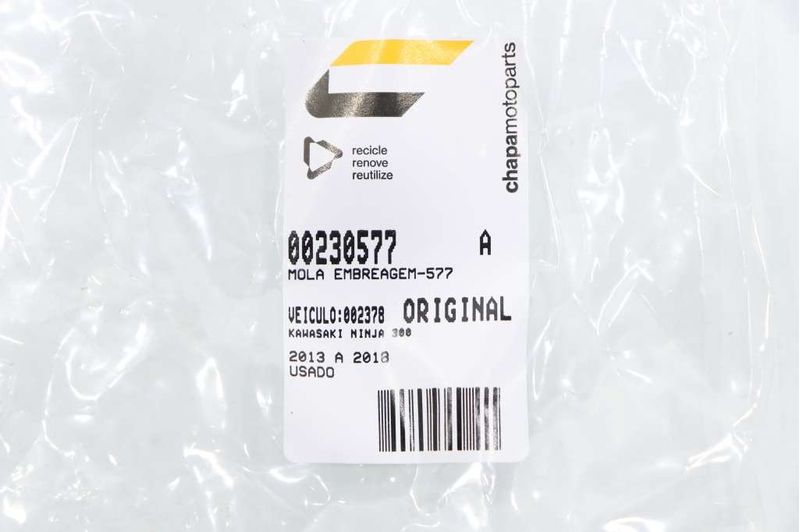 chapamotoparts
recicle
renove
reutilize
00230577 A
MOLA EMBREAGEM-577
VEICULO:002378 ORIGINAL
KAWASAKI NINJA 300
2013 A 2018
USADO